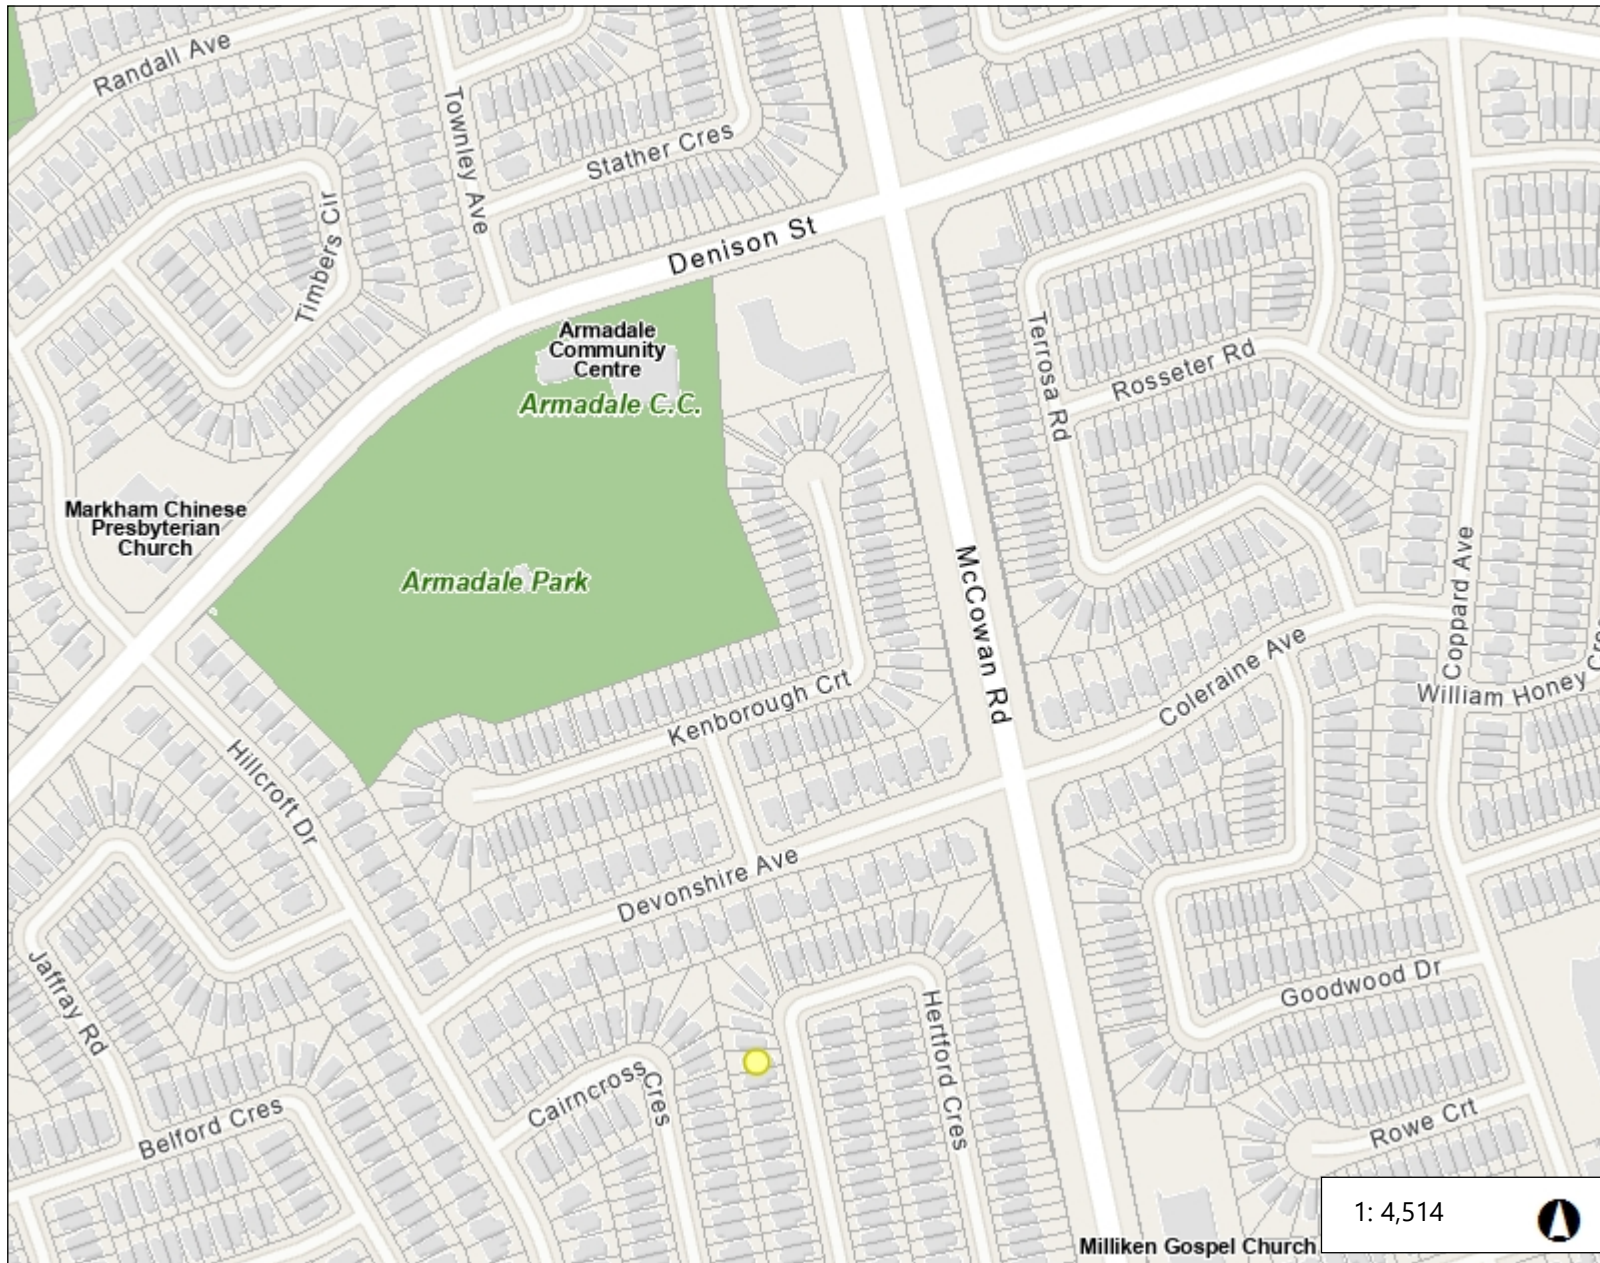 Randall Ave
Townley Ave
Stather Cres
Timbers Cir
Denison St
Armadale
Community
Centre
Armadale C.C.
Terrosa Rd
Rosseter Rd
Markham Chinese
Presbyterian
Church
Armadale Park
McCowan Rd
Coppard Ave
Coleraine Ave
William Honey Cres
Kenborough Crt
Hillcroft Dr
Devonshire Ave
Jaffray Rd
Goodwood Dr
Hertford Cres
Cairncross Cres
Belford Cres
Rowe Crt
1: 4,514
Milliken Gospel Church